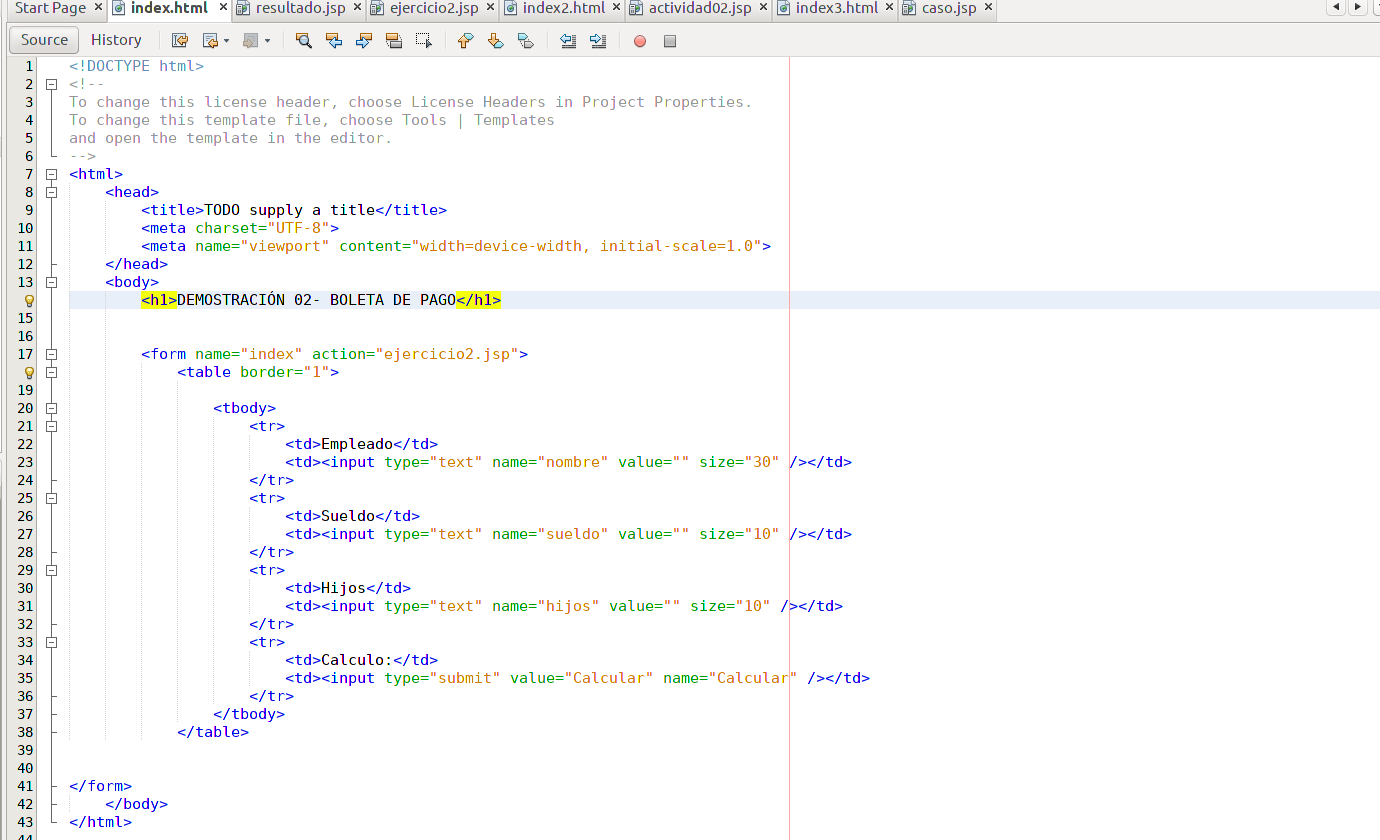 Start Page × index.html × resultado.jsp × ejercicio2.jsp × index2.html × actividad02.jsp × index3.html × caso.jsp ×
Source History
1 <!DOCTYPE html>
2 <!--
3 To change this license header, choose License Headers in Project Properties.
4 To change this template file, choose Tools | Templates
5 and open the template in the editor.
6 -->
7 <html>
8 <head>
9 <title>TODO supply a title</title>
10 <meta charset="UTF-8">
11 <meta name="viewport" content="width=device-width, initial-scale=1.0">
12 </head>
13 <body>
<h1>DEMOSTRACIÓN 02- BOLETA DE PAGO</h1>
15
16
17 <form name="index" action="ejercicio2.jsp">
<table border="1">
19
20 <tbody>
21 <tr>
22 <td>Empleado</td>
23 <td><input type="text" name="nombre" value="" size="30" /></td>
24 </tr>
25 <tr>
26 <td>Sueldo</td>
27 <td><input type="text" name="sueldo" value="" size="10" /></td>
28 </tr>
29 <tr>
30 <td>Hijos</td>
31 <td><input type="text" name="hijos" value="" size="10" /></td>
32 </tr>
33 <tr>
34 <td>Calculo:</td>
35 <td><input type="submit" value="Calcular" name="Calcular" /></td>
36 </tr>
37 </tbody>
38 </table>
39
40
41 </form>
42 </body>
43 </html>
44